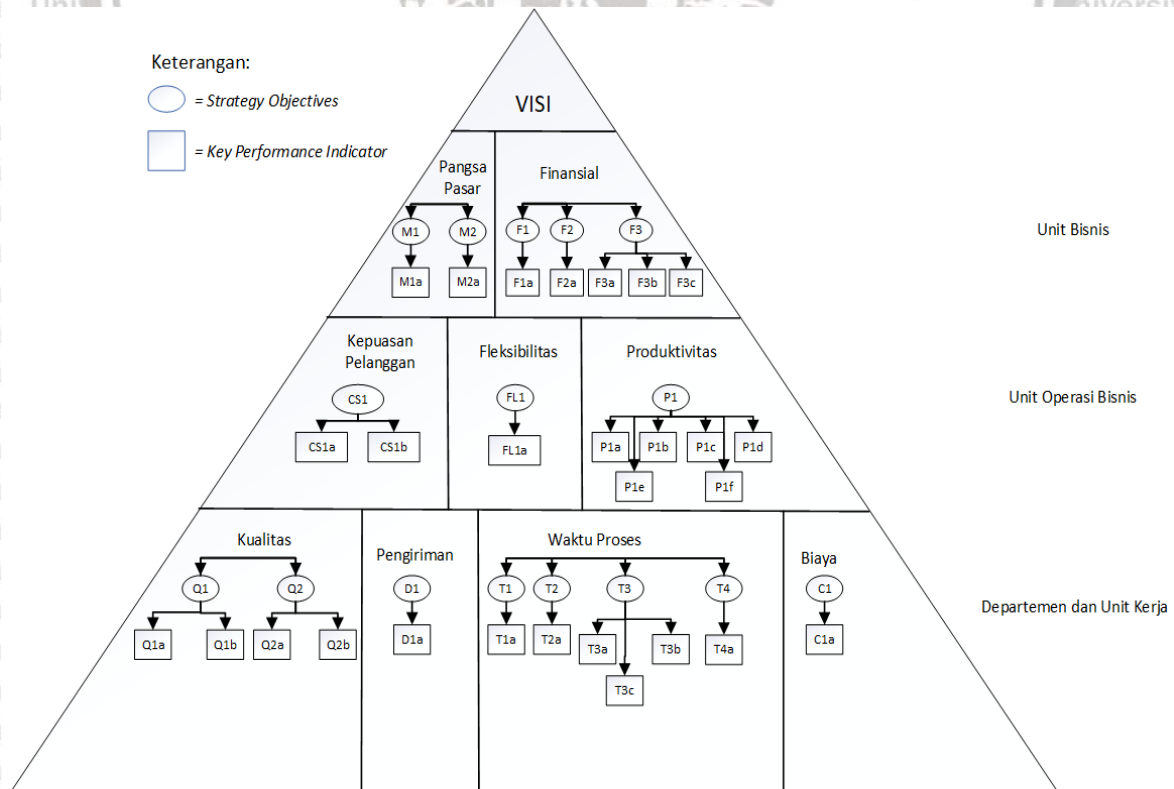 Keterangan:
= Strategy Objectives
= Key Performance Indicator
VISI
Pangsa
Pasar
Finansial
M1 M2 F1 F2 F3
Unit Bisnis
M1a M2a F1a F2a F3a F3b F3c
Kepuasan
Pelanggan
Fleksibilitas
Produktivitas
CS1 FL1 P1
Unit Operasi Bisnis
CS1a CS1b FL1a P1a P1b P1c P1d
P1e P1f
Kualitas
Pengiriman
Waktu Proses
Biaya
Q1 Q2 D1 T1 T2 T3 T4 C1
Departemen dan Unit Kerja
Q1a Q1b Q2a Q2b D1a T1a T2a T3a T3b T4a C1a
T3c